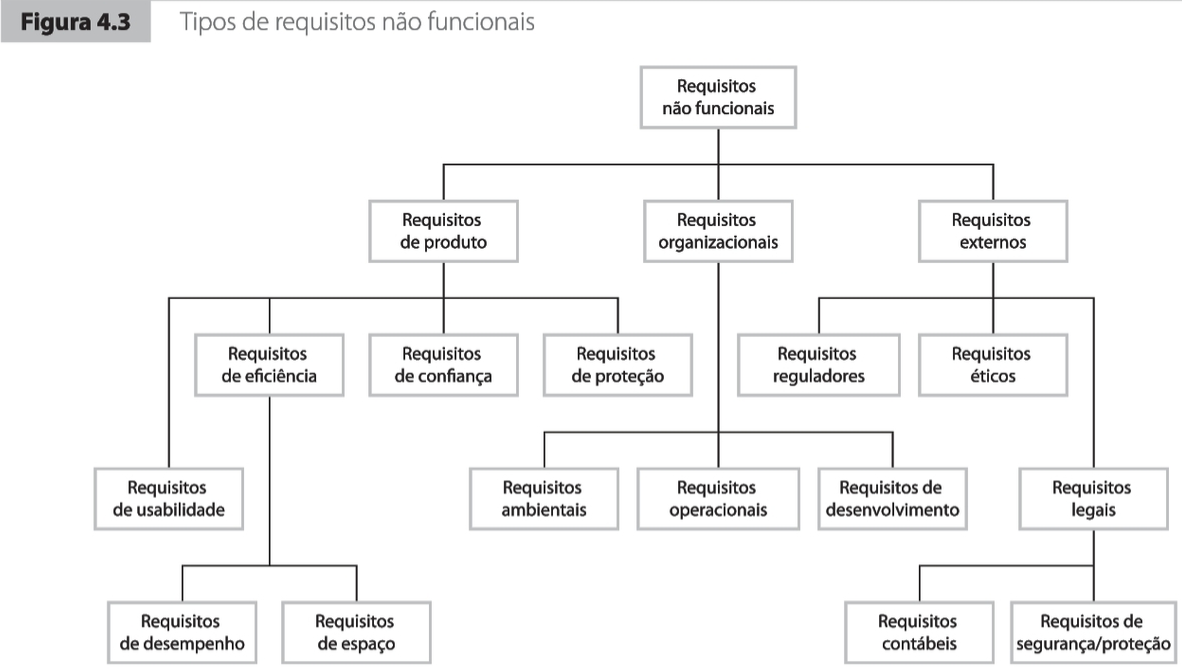 Figura 4.3 Tipos de requisitos não funcionais
Requisitos
não funcionais
Requisitos
de produto
Requisitos
organizacionais
Requisitos
externos
Requisitos
de eficiência
Requisitos
de confiança
Requisitos
de proteção
Requisitos
reguladores
Requisitos
éticos
Requisitos
de usabilidade
Requisitos
ambientais
Requisitos
operacionais
Requisitos de
desenvolvimento
Requisitos
legais
Requisitos
de desempenho
Requisitos
de espaço
Requisitos
contábeis
Requisitos de
segurança/proteção